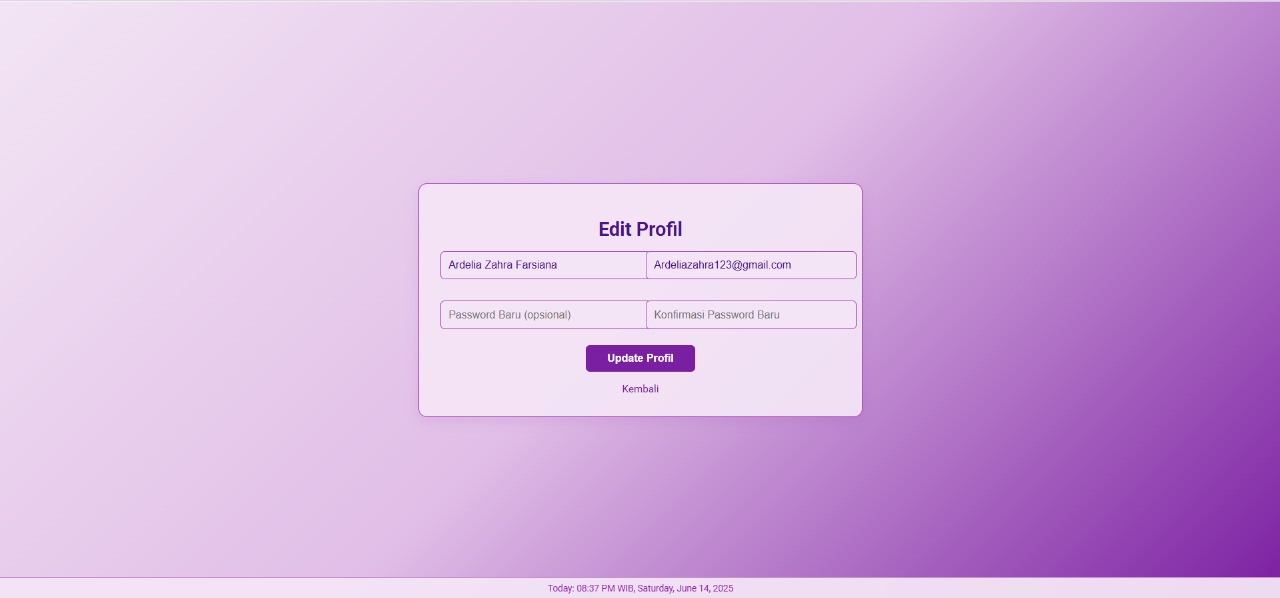 Edit Profil
Ardelia Zahra Farsiana Ardeliazahra123@gmail.com
Password Baru (opsional) Konfirmasi Password Baru
Update Profil
Kembali
Today: 08:37 PM WIB, Saturday, June 14, 2025